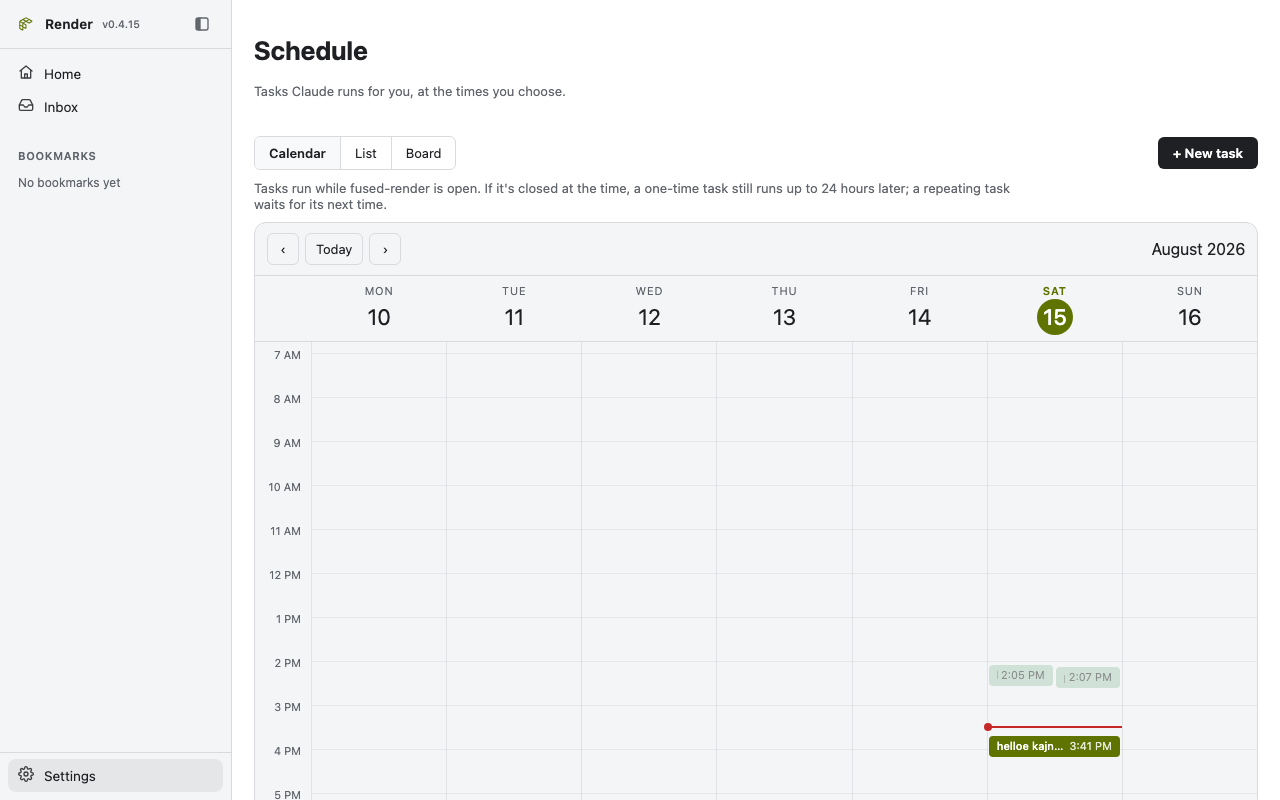 Render v0.4.15
Home
Inbox
BOOKMARKS
No bookmarks yet
Settings
Schedule
Tasks Claude runs for you, at the times you choose.
Calendar List Board
+ New task
Tasks run while fused-render is open. If it's closed at the time, a one-time task still runs up to 24 hours later; a repeating task
waits for its next time.
‹ Today › August 2026
MON TUE WED THU FRI SAT SUN
10 11 12 13 14 15 16
7 AM
8 AM
9 AM
10 AM
11 AM
12 PM
1 PM
2 PM
2:05 PM 2:07 PM
3 PM
helloe kajn... 3:41 PM
4 PM
5 PM